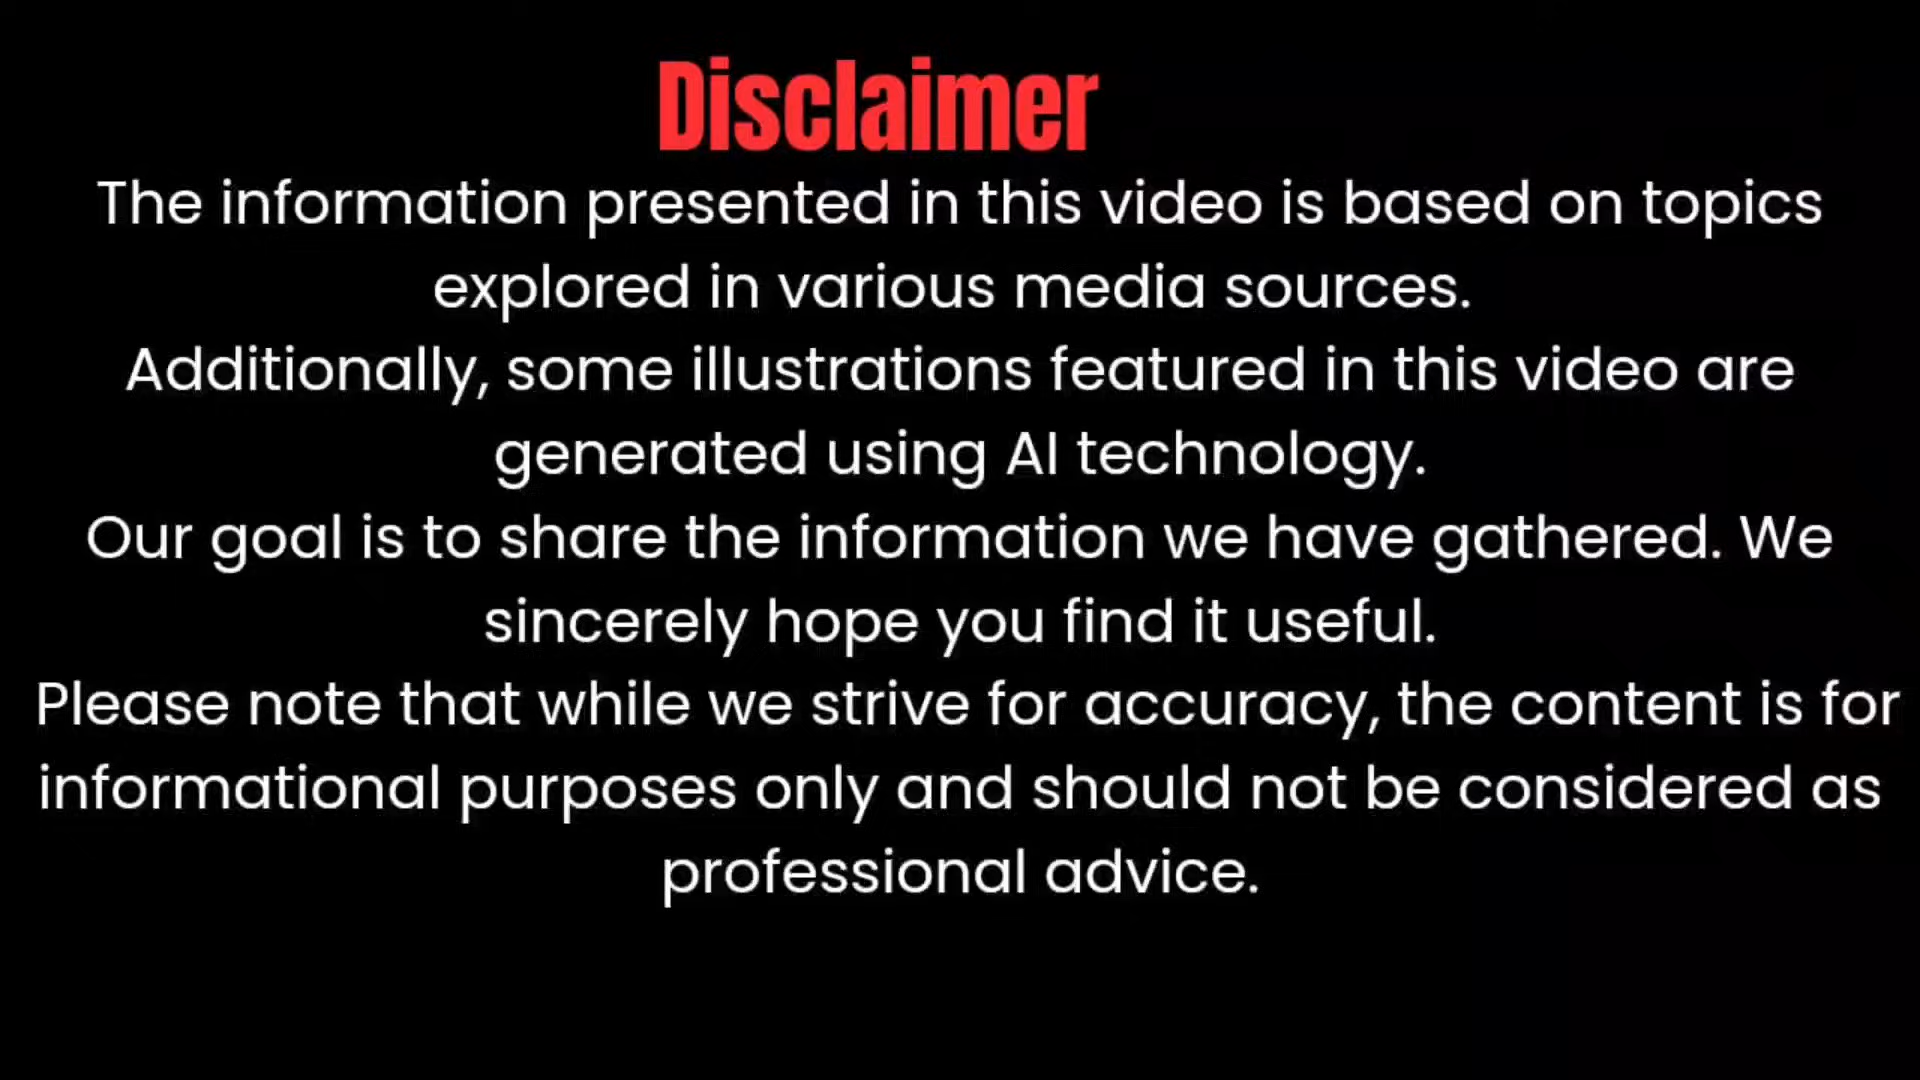 Disclaimer
The information presented in this video is based on topics
explored in various media sources.
Additionally, some illustrations featured in this video are
generated using AI technology.
Our goal is to share the information we have gathered. We
sincerely hope you find it useful.
Please note that while we strive for accuracy, the content is for
informational purposes only and should not be considered as
professional advice.